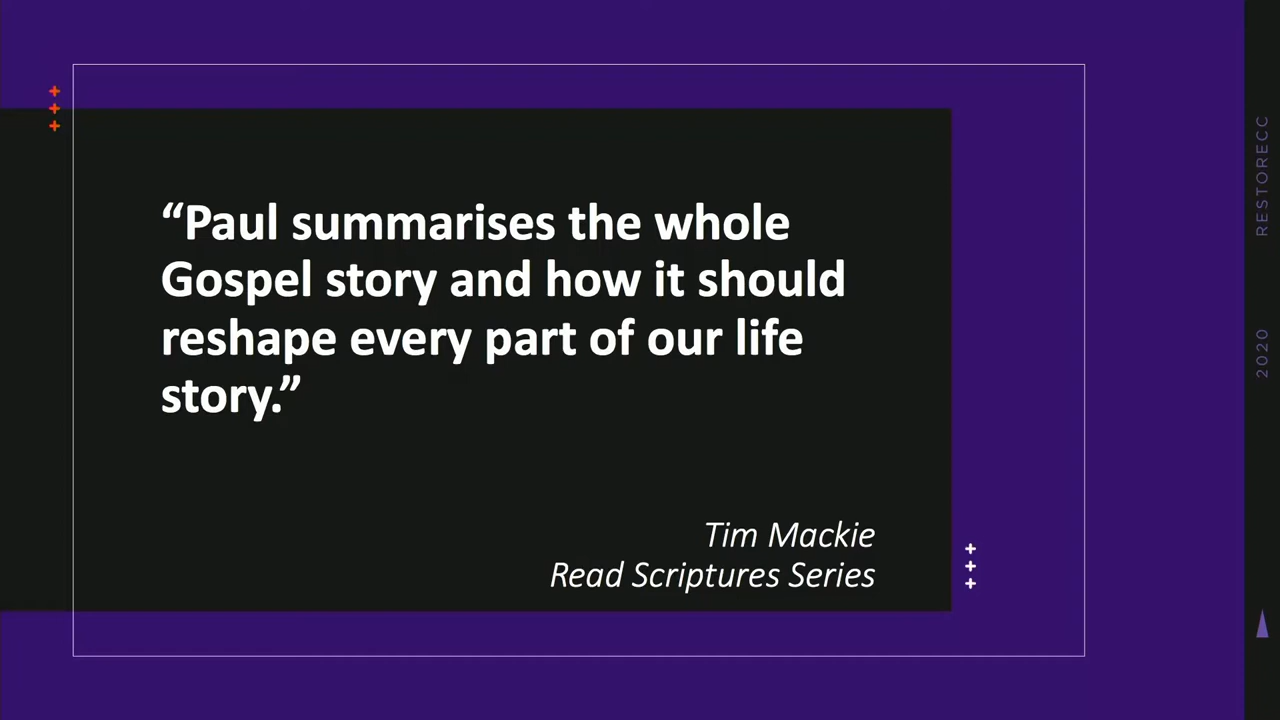 “Paul summarises the whole
Gospel story and how it should
reshape every part of our life
story.”
Tim Mackie
Read Scriptures Series
RESTORECC
2020